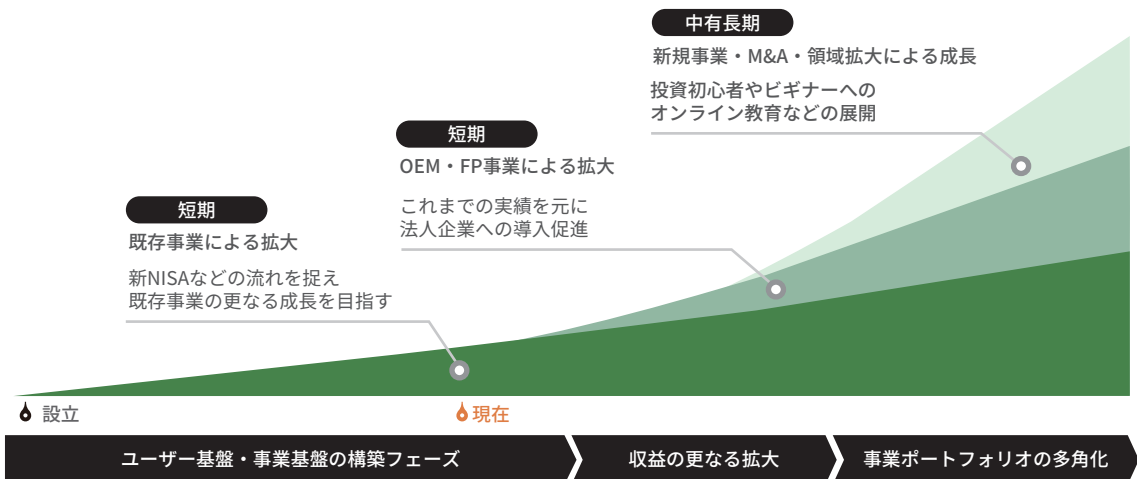 中有長期
新規事業・M&A・領域拡大による成長
投資初心者やビギナーへの
オンライン教育などの展開
短期
OEM・FP事業による拡大
これまでの実績を元に
法人企業への導入促進
短期
既存事業による拡大
新NISAなどの流れを捉え
既存事業の更なる成長を目指す
設立
現在
ユーザー基盤・事業基盤の構築フェーズ
収益の更なる拡大
事業ポートフォリオの多角化